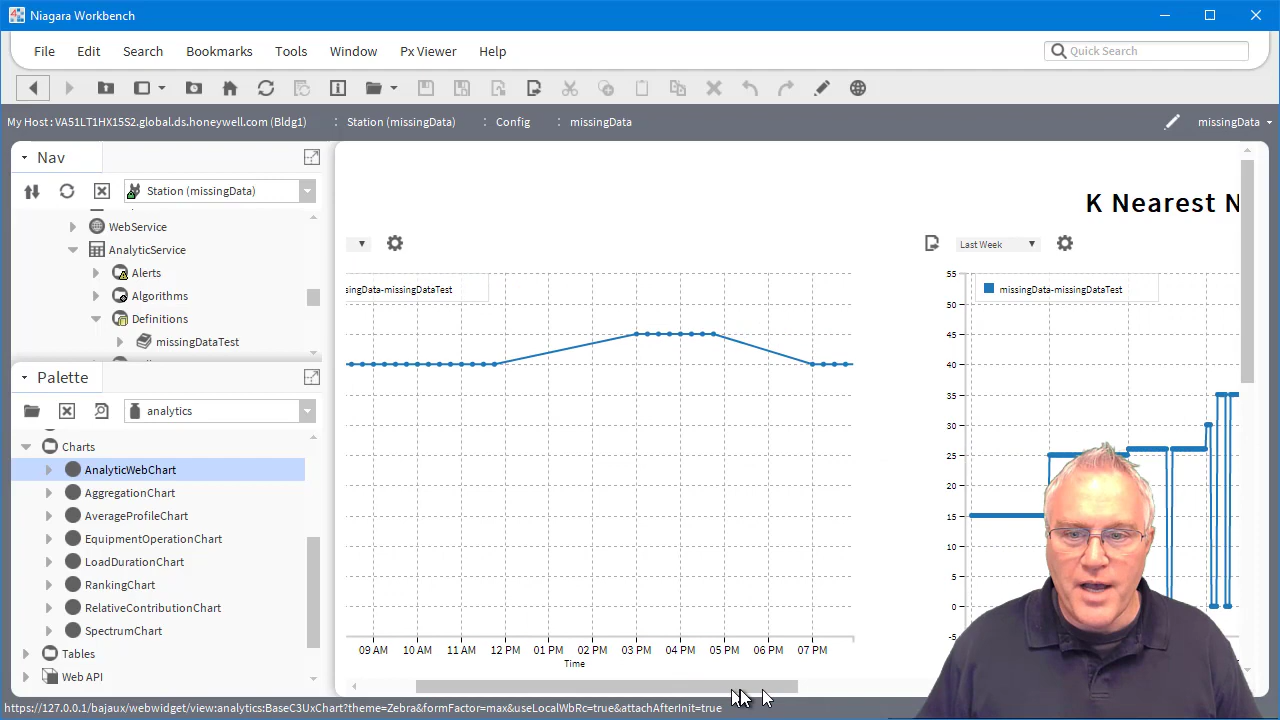 Niagara Workbench
File Edit Search Bookmarks Tools Window Px Viewer Help
Quick Search
My Host : VA51LT1HX15S2.global.ds.honeywell.com (Bldg1) : Station (missingData) : Config : missingData
missingData
Nav
Station (missingData)
WebService
AnalyticService
Alerts
Algorithms
Definitions
missingDataTest
Palette
analytics
Charts
AnalyticWebChart
AggregationChart
AverageProfileChart
EquipmentOperationChart
LoadDurationChart
RankingChart
RelativeContributionChart
SpectrumChart
Tables
Web API
singData-missingDataTest
09 AM 10 AM 11 AM 12 PM 01 PM 02 PM 03 PM 04 PM 05 PM 06 PM 07 PM
Time
K Nearest N
Last Week
missingData-missingDataTest
55
50
45
40
35
30
25
20
15
10
5
0
-5
https://127.0.0.1/bajaux/webwidget/view:analytics:BaseC3UxChart?theme=Zebra&formFactor=max&useLocalWbRc=true&attachAfterInit=true